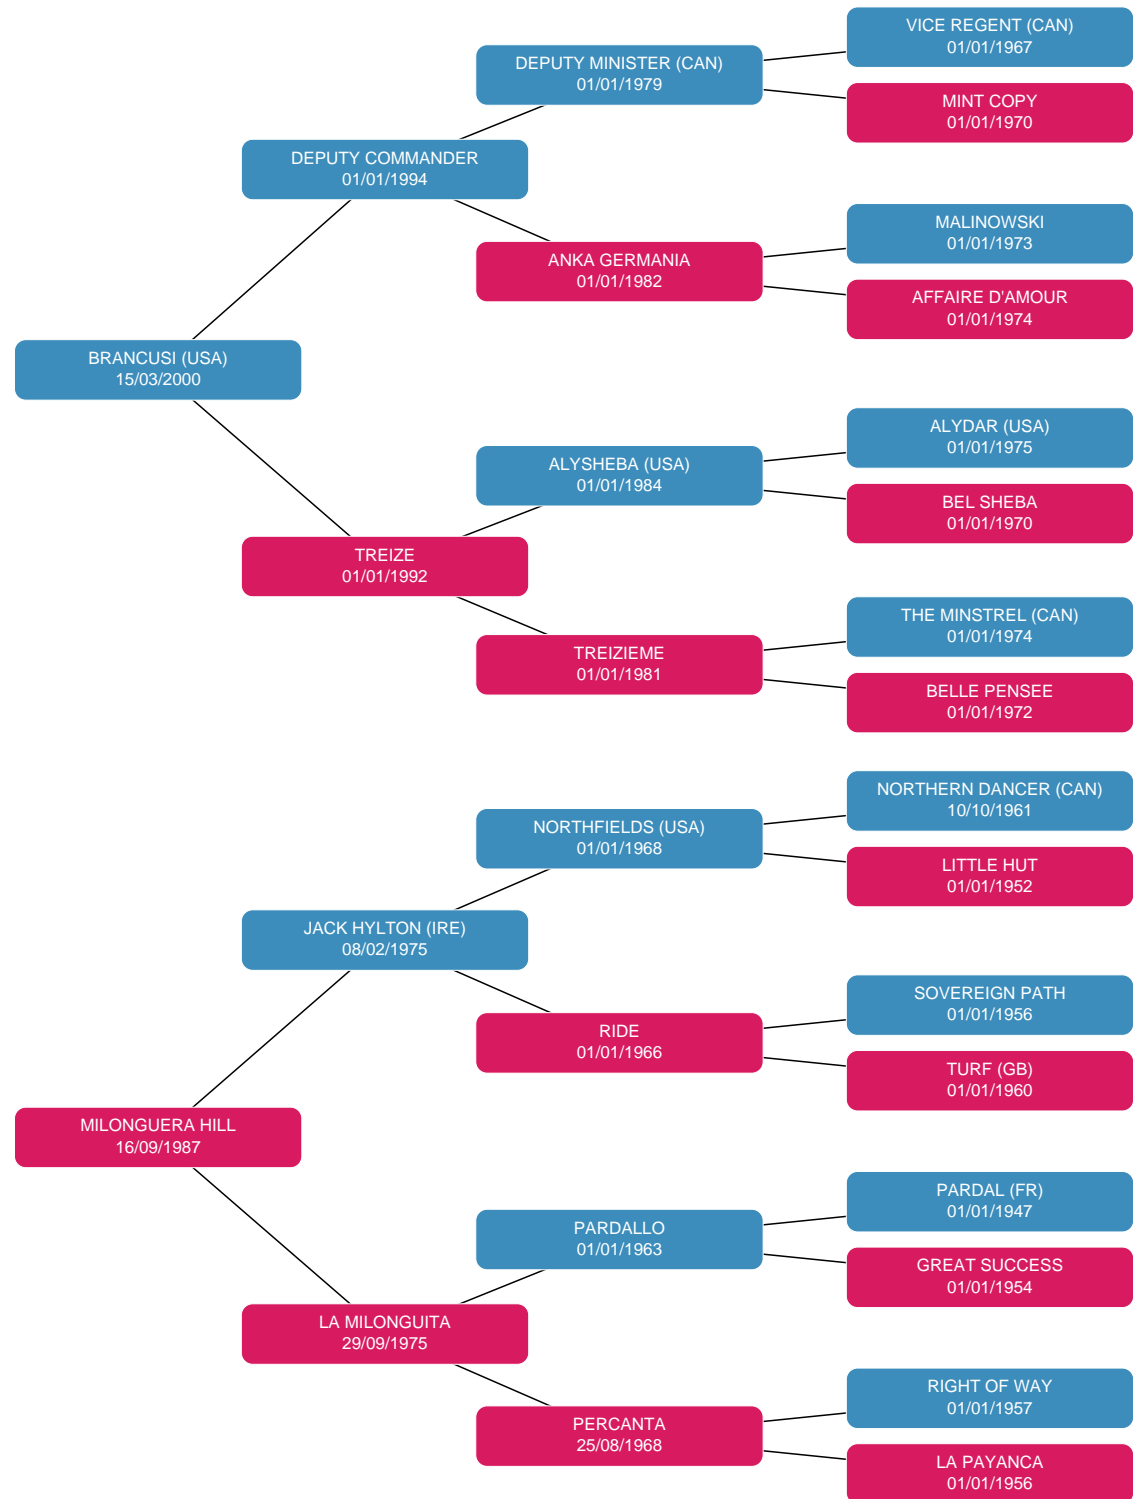 VICE REGENT (CAN)
01/01/1967
DEPUTY MINISTER (CAN)
01/01/1979
MINT COPY
01/01/1970
DEPUTY COMMANDER
01/01/1994
MALINOWSKI
01/01/1973
ANKA GERMANIA
01/01/1982
AFFAIRE D'AMOUR
01/01/1974
BRANCUSI (USA)
15/03/2000
ALYDAR (USA)
01/01/1975
ALYSHEBA (USA)
01/01/1984
BEL SHEBA
01/01/1970
TREIZE
01/01/1992
THE MINSTREL (CAN)
01/01/1974
TREIZIEME
01/01/1981
BELLE PENSEE
01/01/1972
NORTHERN DANCER (CAN)
10/10/1961
NORTHFIELDS (USA)
01/01/1968
LITTLE HUT
01/01/1952
JACK HYLTON (IRE)
08/02/1975
SOVEREIGN PATH
01/01/1956
RIDE
01/01/1966
TURF (GB)
01/01/1960
MILONGUERA HILL
16/09/1987
PARDAL (FR)
01/01/1947
PARDALLO
01/01/1963
GREAT SUCCESS
01/01/1954
LA MILONGUITA
29/09/1975
RIGHT OF WAY
01/01/1957
PERCANTA
25/08/1968
LA PAYANCA
01/01/1956